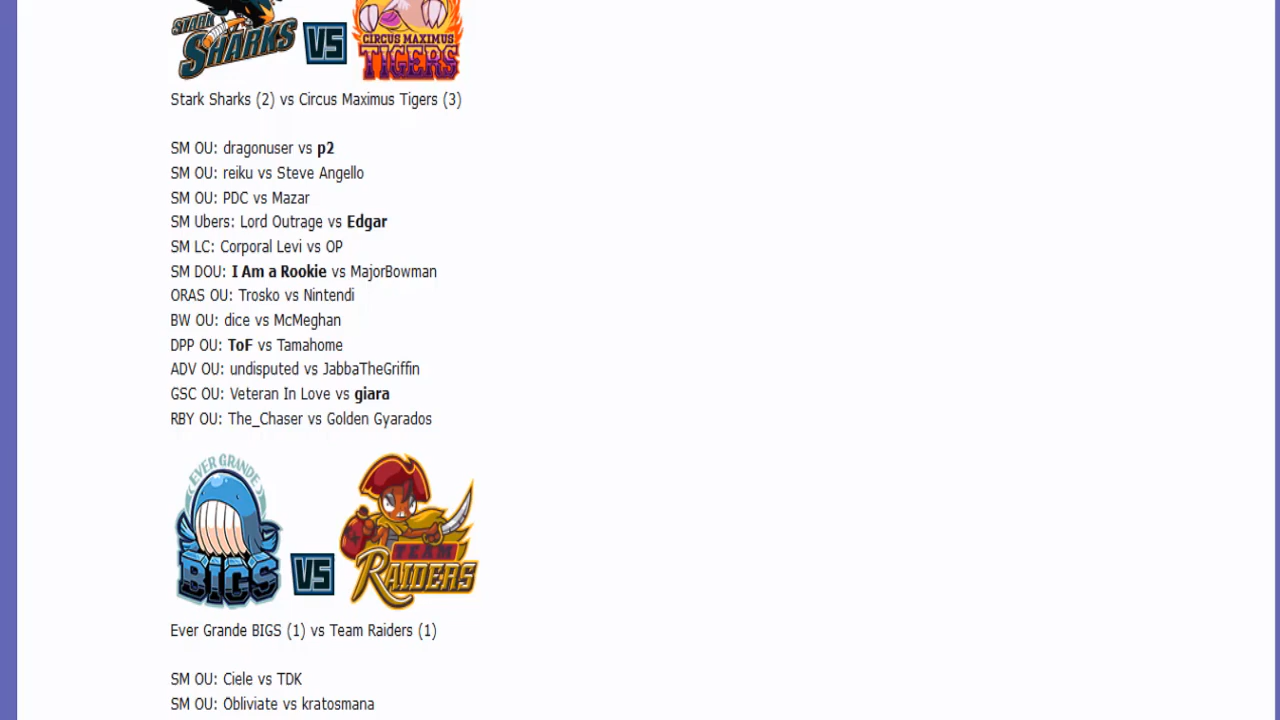 STARK
SHARKS
VS
CIRCUS MAXIMUS
TIGERS
Stark Sharks (2) vs Circus Maximus Tigers (3)
SM OU: dragonuser vs p2
SM OU: reiku vs Steve Angello
SM OU: PDC vs Mazar
SM Ubers: Lord Outrage vs Edgar
SM LC: Corporal Levi vs OP
SM DOU: I Am a Rookie vs MajorBowman
ORAS OU: Trosko vs Nintendi
BW OU: dice vs McMeghan
DPP OU: ToF vs Tamahome
ADV OU: undisputed vs JabbaTheGriffin
GSC OU: Veteran In Love vs giara
RBY OU: The_Chaser vs Golden Gyarados
EVER GRANDE
BIGS
VS
TEAM
RAIDERS
Ever Grande BIGS (1) vs Team Raiders (1)
SM OU: Ciele vs TDK
SM OU: Obliviate vs kratosmana